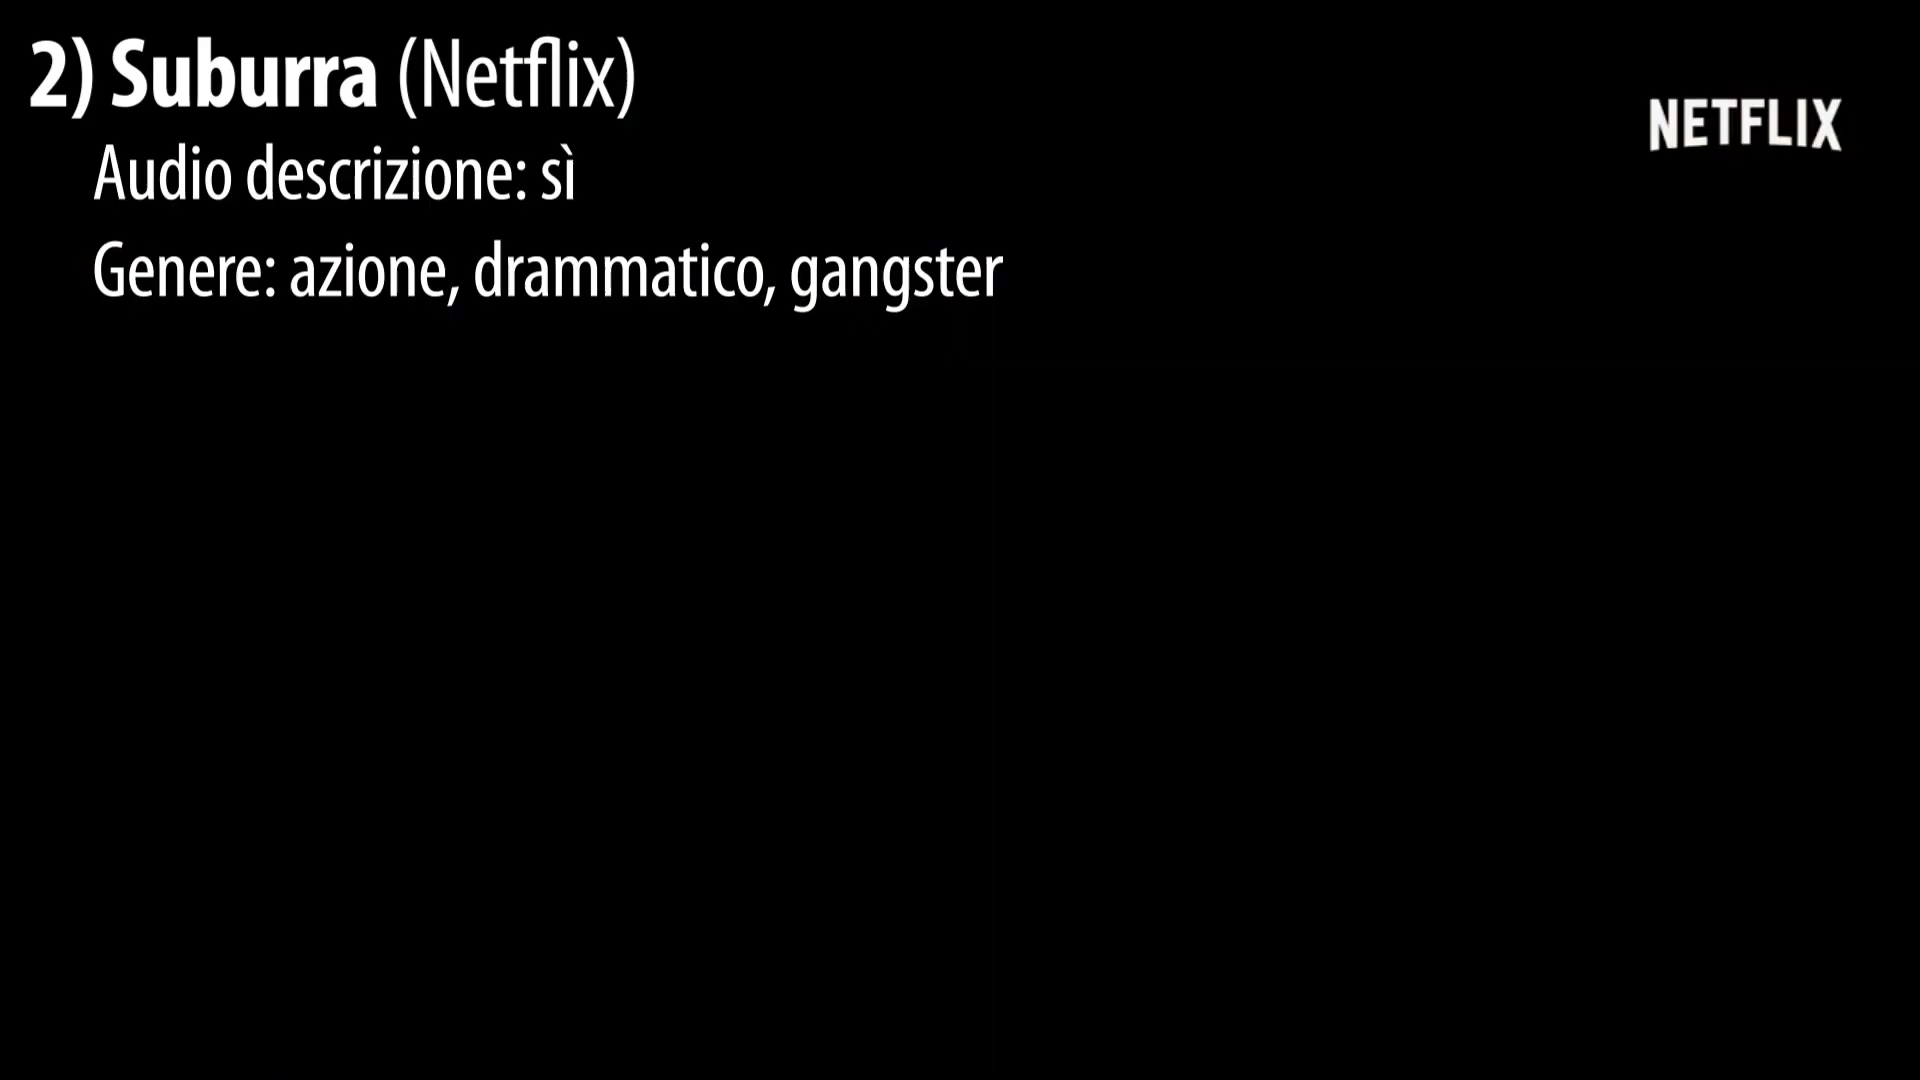 2) Suburra (Netflix)
NETFLIX
Audio descrizione: sì
Genere: azione, drammatico, gangster